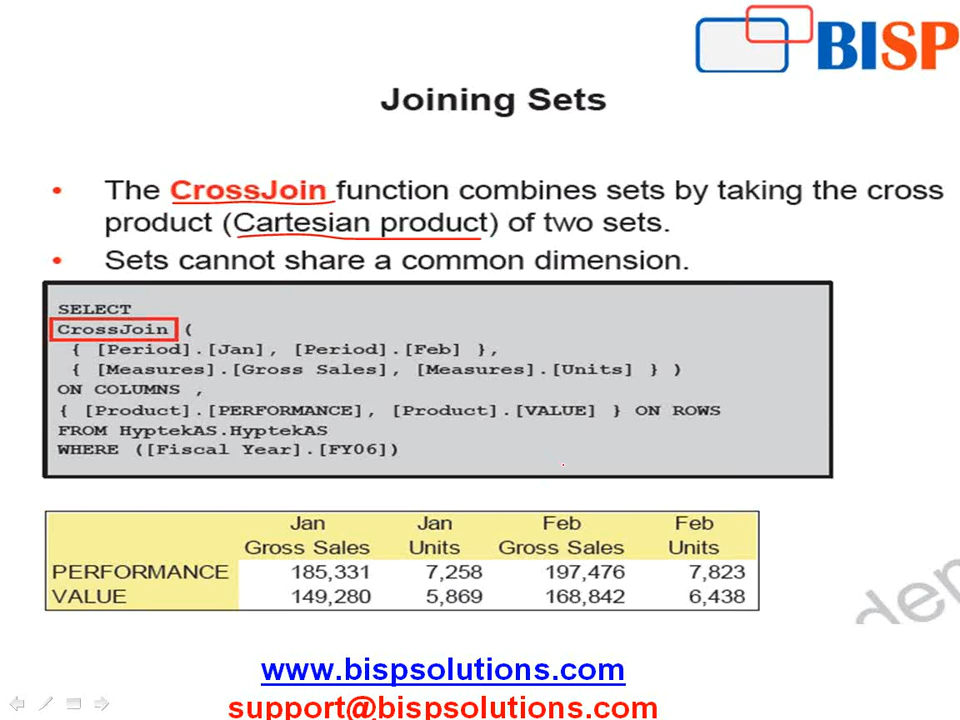 BISP
Joining Sets
• The CrossJoin function combines sets by taking the cross
product (Cartesian product) of two sets.
• Sets cannot share a common dimension.
SELECT
CrossJoin (
{ [Period].[Jan], [Period].[Feb] },
{ [Measures].[Gross Sales], [Measures].[Units] } )
ON COLUMNS ,
{ [Product].[PERFORMANCE], [Product].[VALUE] } ON ROWS
FROM HyptekAS.HyptekAS
WHERE ([Fiscal Year].[FY06])
Jan Jan Feb Feb
Gross Sales Units Gross Sales Units
PERFORMANCE 185,331 7,258 197,476 7,823
VALUE 149,280 5,869 168,842 6,438
www.bispsolutions.com
support@bispsolutions.com